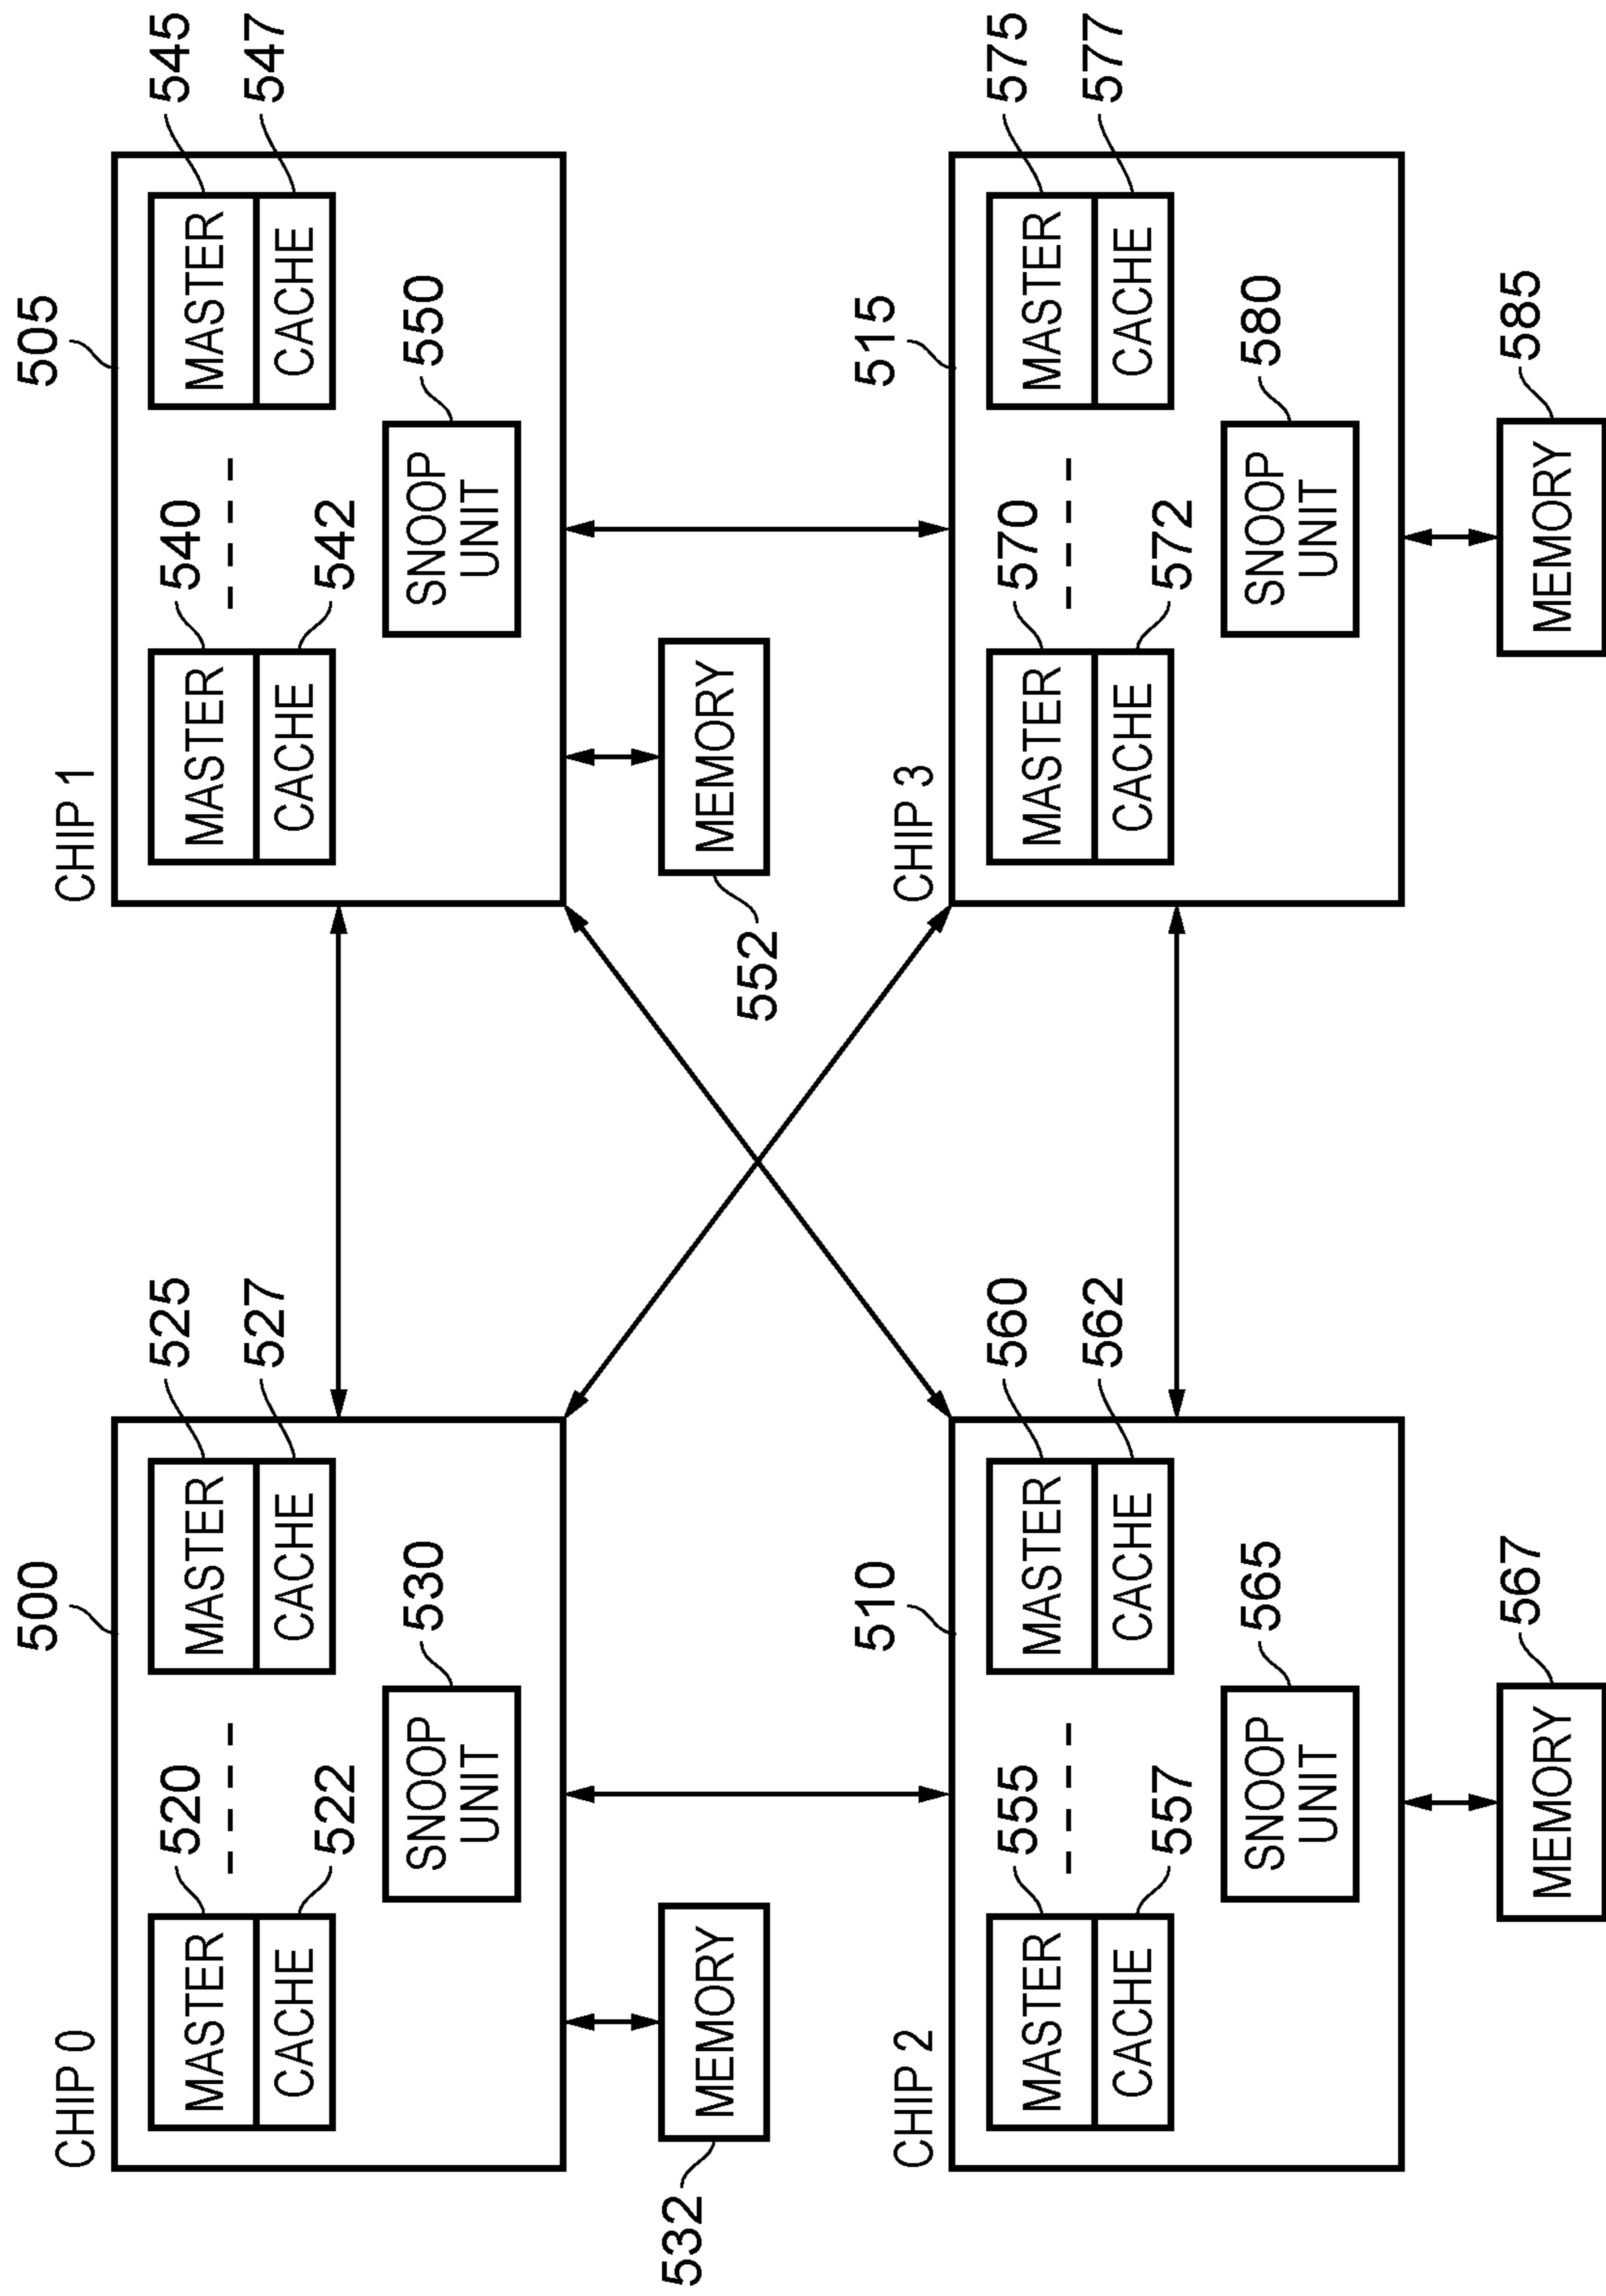 CHIP 0
500
520
525
MASTER
MASTER
522
527
CACHE
CACHE
530
SNOOP
UNIT
532
MEMORY
CHIP 1
505
540
545
MASTER
MASTER
542
547
CACHE
CACHE
550
SNOOP
UNIT
552
MEMORY
CHIP 2
510
555
560
MASTER
MASTER
557
562
CACHE
CACHE
565
SNOOP
UNIT
567
MEMORY
CHIP 3
515
570
575
MASTER
MASTER
572
577
CACHE
CACHE
580
SNOOP
UNIT
585
MEMORY